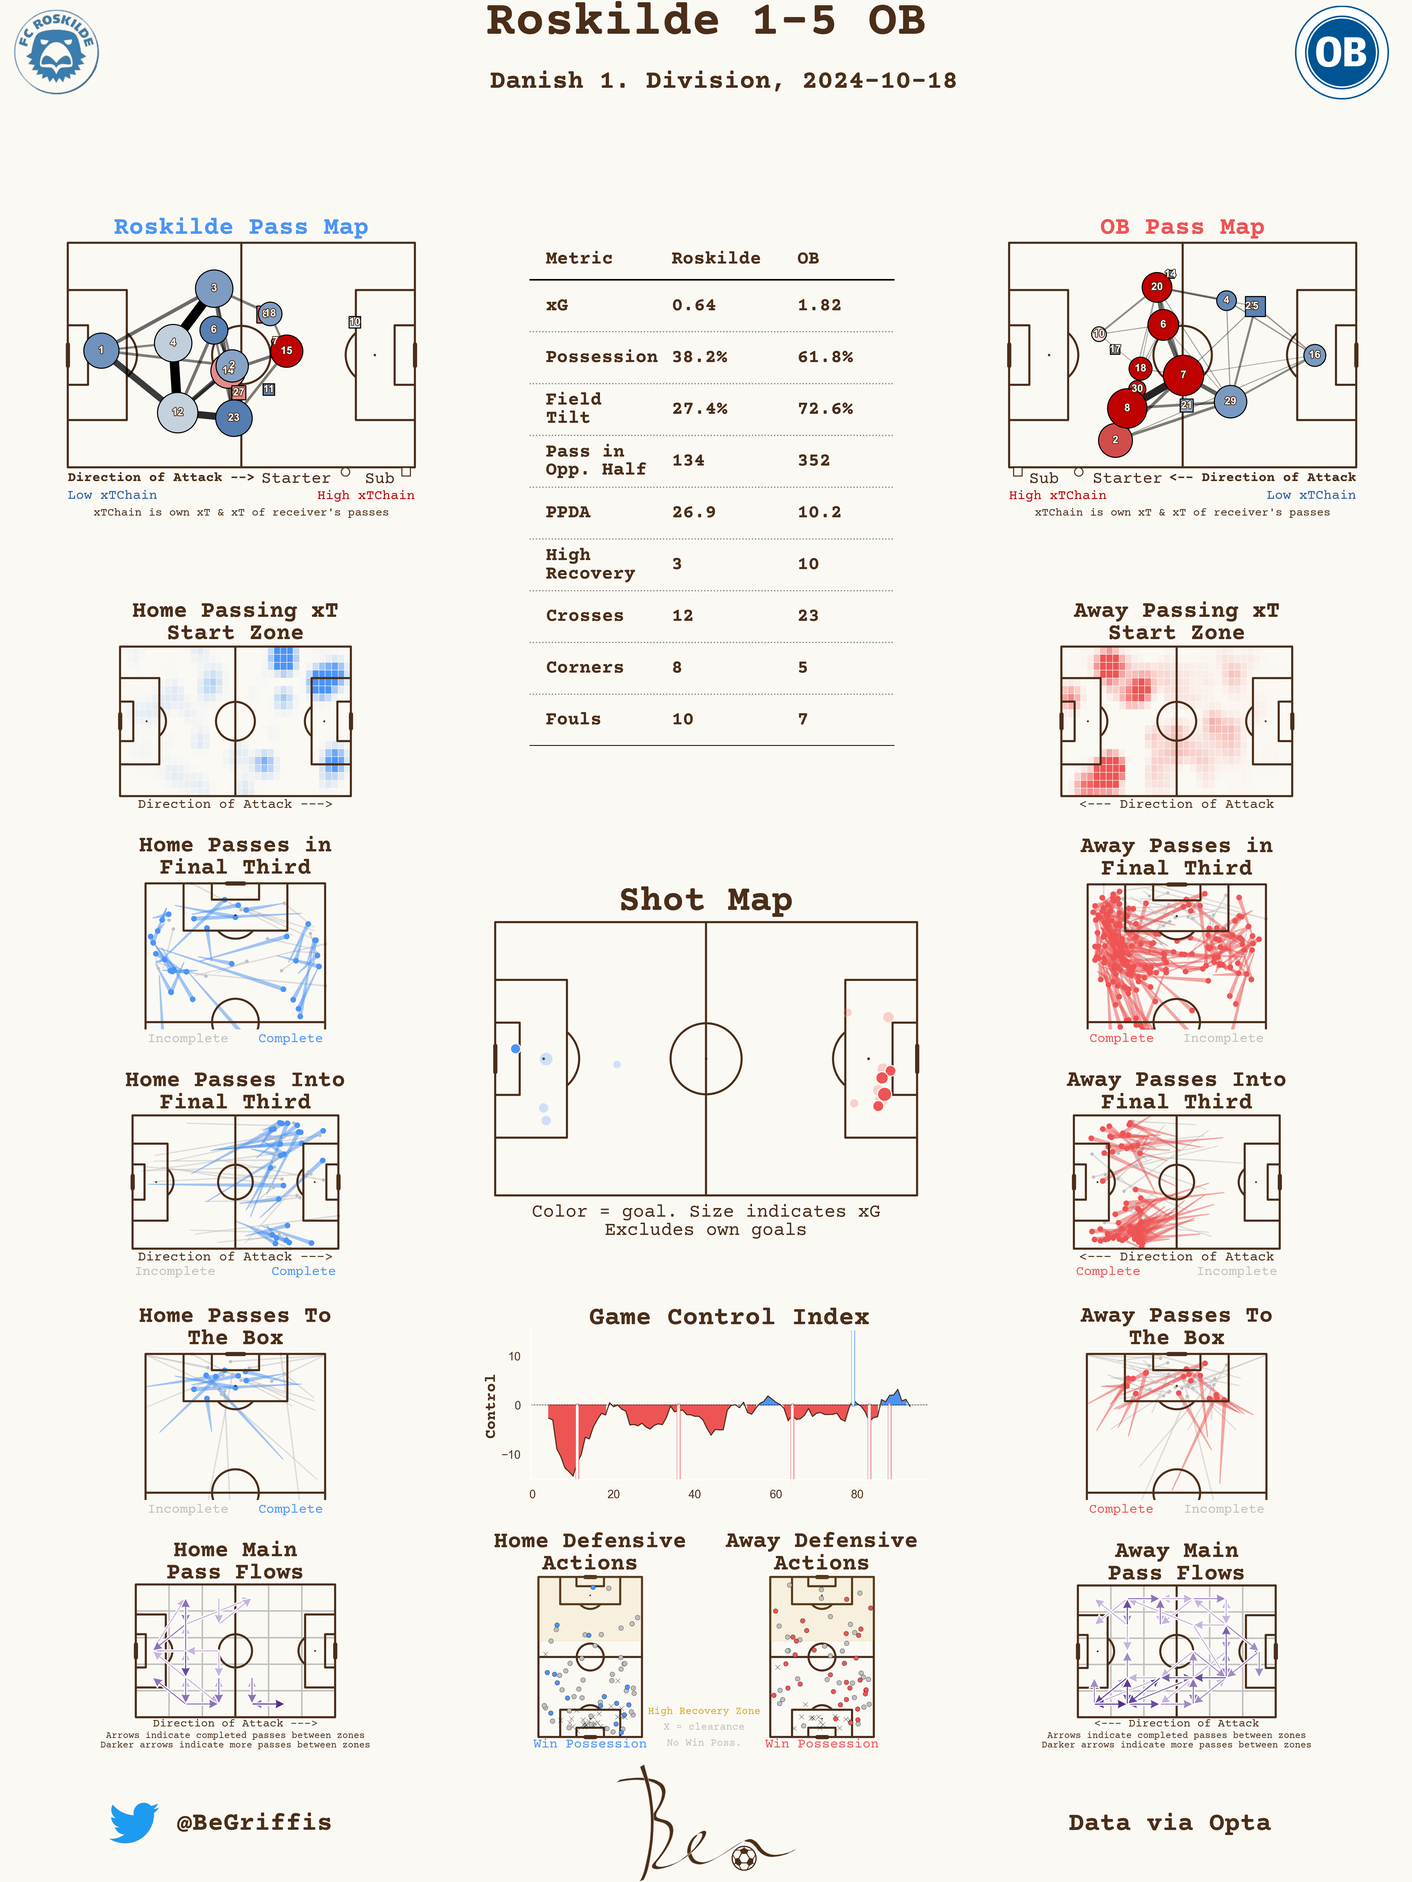 Roskilde 1-5 OB
Danish 1. Division, 2024-10-18
FC ROSKILDE
OB
Roskilde Pass Map
1
3
4
12
6
2
14
23
27
11
18
15
10
Direction of Attack --> Starter Sub
Low xTChain High xTChain
xTChain is own xT & xT of receiver's passes
Metric Roskilde OB
xG 0.64 1.82
Possession 38.2% 61.8%
Field
Tilt 27.4% 72.6%
Pass in
Opp. Half 134 352
PPDA 26.9 10.2
High
Recovery 3 10
Crosses 12 23
Corners 8 5
Fouls 10 7
OB Pass Map
14
20
4
25
6
10
17
16
18
7
30
8
21
29
2
Sub Starter <-- Direction of Attack
High xTChain Low xTChain
xTChain is own xT & xT of receiver's passes
Home Passing xT
Start Zone
Direction of Attack --->
Away Passing xT
Start Zone
<--- Direction of Attack
Home Passes in
Final Third
Incomplete Complete
Away Passes in
Final Third
Complete Incomplete
Shot Map
Color = goal. Size indicates xG
Excludes own goals
Home Passes Into
Final Third
Direction of Attack --->
Incomplete Complete
Away Passes Into
Final Third
<--- Direction of Attack
Complete Incomplete
Home Passes To
The Box
Incomplete Complete
Game Control Index
Control
10
0
−10
0 20 40 60 80
Away Passes To
The Box
Complete Incomplete
Home Main
Pass Flows
Direction of Attack --->
Arrows indicate completed passes between zones
Darker arrows indicate more passes between zones
Home Defensive
Actions
Win Possession
High Recovery Zone
X = clearance
No Win Poss.
Away Defensive
Actions
Win Possession
Away Main
Pass Flows
<--- Direction of Attack
Arrows indicate completed passes between zones
Darker arrows indicate more passes between zones
@BeGriffis
Ben
Data via Opta